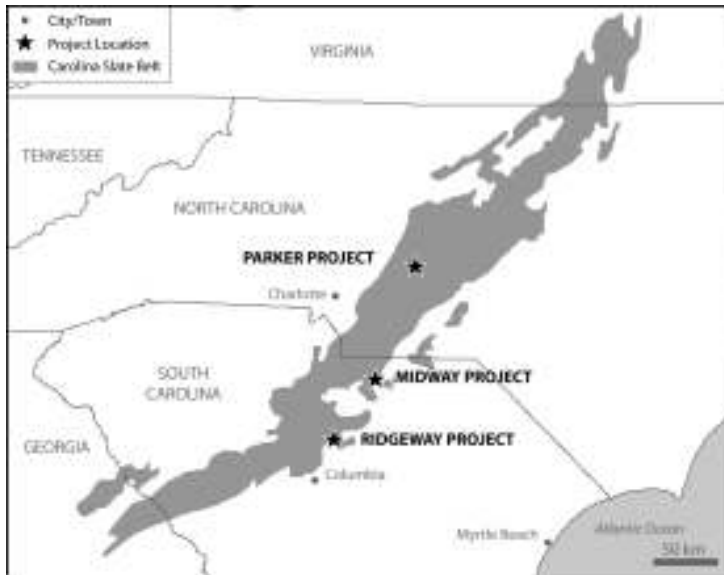 City/Town
Project Location
Carolina Slate Belt
VIRGINIA
TENNESSEE
NORTH CAROLINA
PARKER PROJECT
Charlotte
SOUTH
CAROLINA
MIDWAY PROJECT
GEORGIA
RIDGEWAY PROJECT
Columbia
Myrtle Beach
Atlantic Ocean
50 km